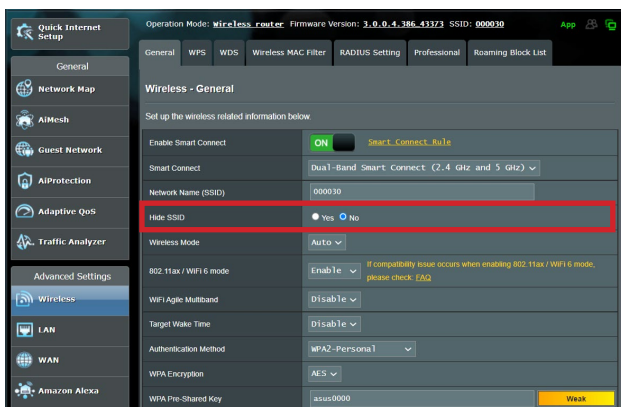 Quick Internet
Setup
Operation Mode: Wireless router Firmware Version: 3.0.0.4.386_43373 SSID: 000030
App
General
WPS
WDS
Wireless MAC Filter
RADIUS Setting
Professional
Roaming Block List
General
Network Map
AiMesh
Guest Network
AiProtection
Adaptive QoS
Traffic Analyzer
Advanced Settings
Wireless
LAN
WAN
Amazon Alexa
Wireless - General
Set up the wireless related information below.
Enable Smart Connect ON Smart Connect Rule
Smart Connect Dual-Band Smart Connect (2.4 GHz and 5 GHz)
Network Name (SSID) 000030
Hide SSID Yes No
Wireless Mode Auto
802.11ax / WiFi 6 mode Enable If compatibility issue occurs when enabling 802.11ax / WiFi 6 mode,
please check: FAQ
WiFi Agile Multiband Disable
Target Wake Time Disable
Authentication Method WPA2-Personal
WPA Encryption AES
WPA Pre-Shared Key asus0000 Weak